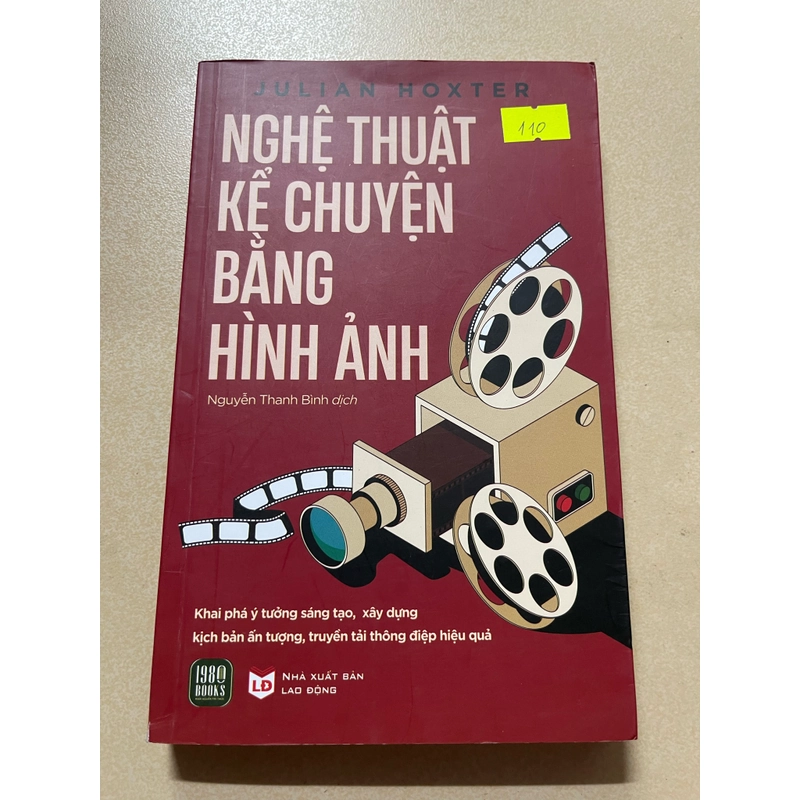 JULIAN HOXTER
110
NGHỆ THUẬT
KỂ CHUYỆN
BẰNG
HÌNH ẢNH
Nguyễn Thanh Bình dịch
Khai phá ý tưởng sáng tạo, xây dựng
kịch bản ấn tượng, truyền tải thông điệp hiệu quả
1980
BOOKS
LĐ
NHÀ XUẤT BẢN
LAO ĐỘNG